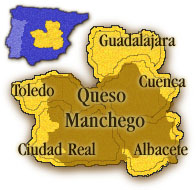 Guadalajara
Cuenca
Toledo
Queso
Manchego
Ciudad Real
Albacete